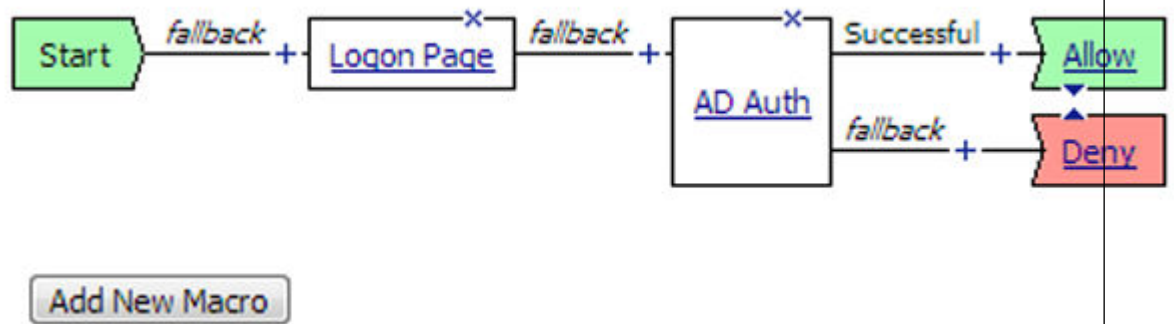 Start
fallback
+
Logon Page
×
fallback
+
AD Auth
×
Successful
+
Allow
fallback
+
Deny
Add New Macro